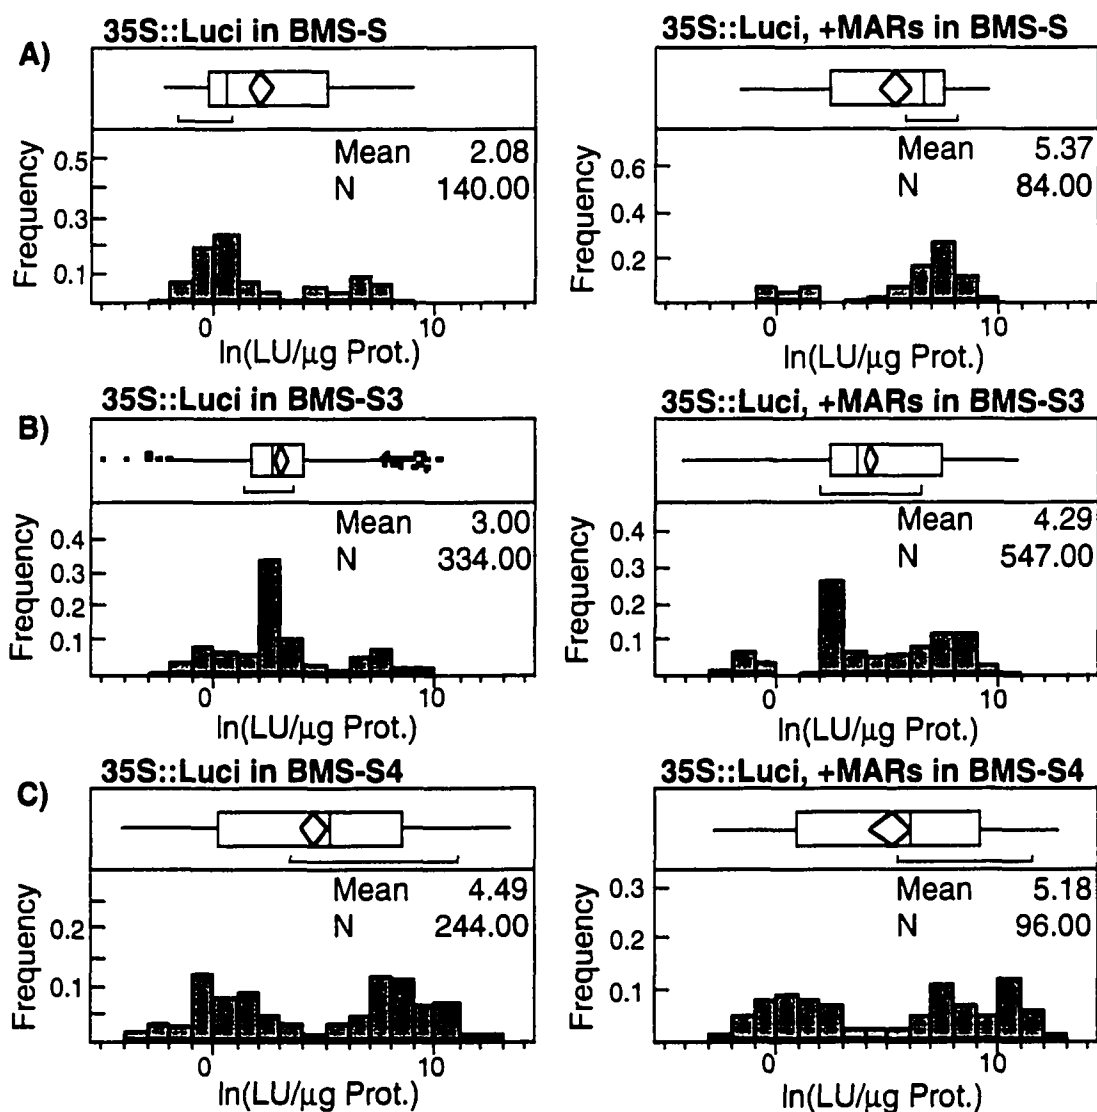 A)
35S::Luci in BMS-S
Mean 2.08
N 140.00
Frequency
0.5
0.3
0.1
0 10
ln(LU/μg Prot.)
35S::Luci, +MARs in BMS-S
Mean 5.37
N 84.00
Frequency
0.6
0.4
0.2
0 10
ln(LU/μg Prot.)
B)
35S::Luci in BMS-S3
Mean 3.00
N 334.00
Frequency
0.4
0.3
0.2
0.1
0 10
ln(LU/μg Prot.)
35S::Luci, +MARs in BMS-S3
Mean 4.29
N 547.00
Frequency
0.4
0.3
0.2
0.1
0 10
ln(LU/μg Prot.)
C)
35S::Luci in BMS-S4
Mean 4.49
N 244.00
Frequency
0.2
0.1
0 10
ln(LU/μg Prot.)
35S::Luci, +MARs in BMS-S4
Mean 5.18
N 96.00
Frequency
0.3
0.2
0.1
0 10
ln(LU/μg Prot.)